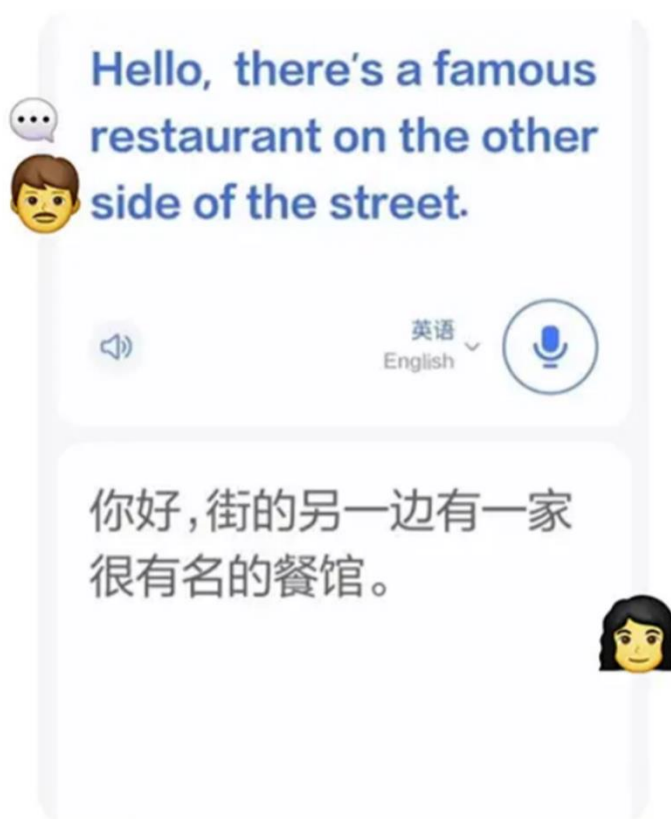 Hello, there's a famous
restaurant on the other
side of the street.
英语
English
你好,街的另一边有一家
很有名的餐馆。